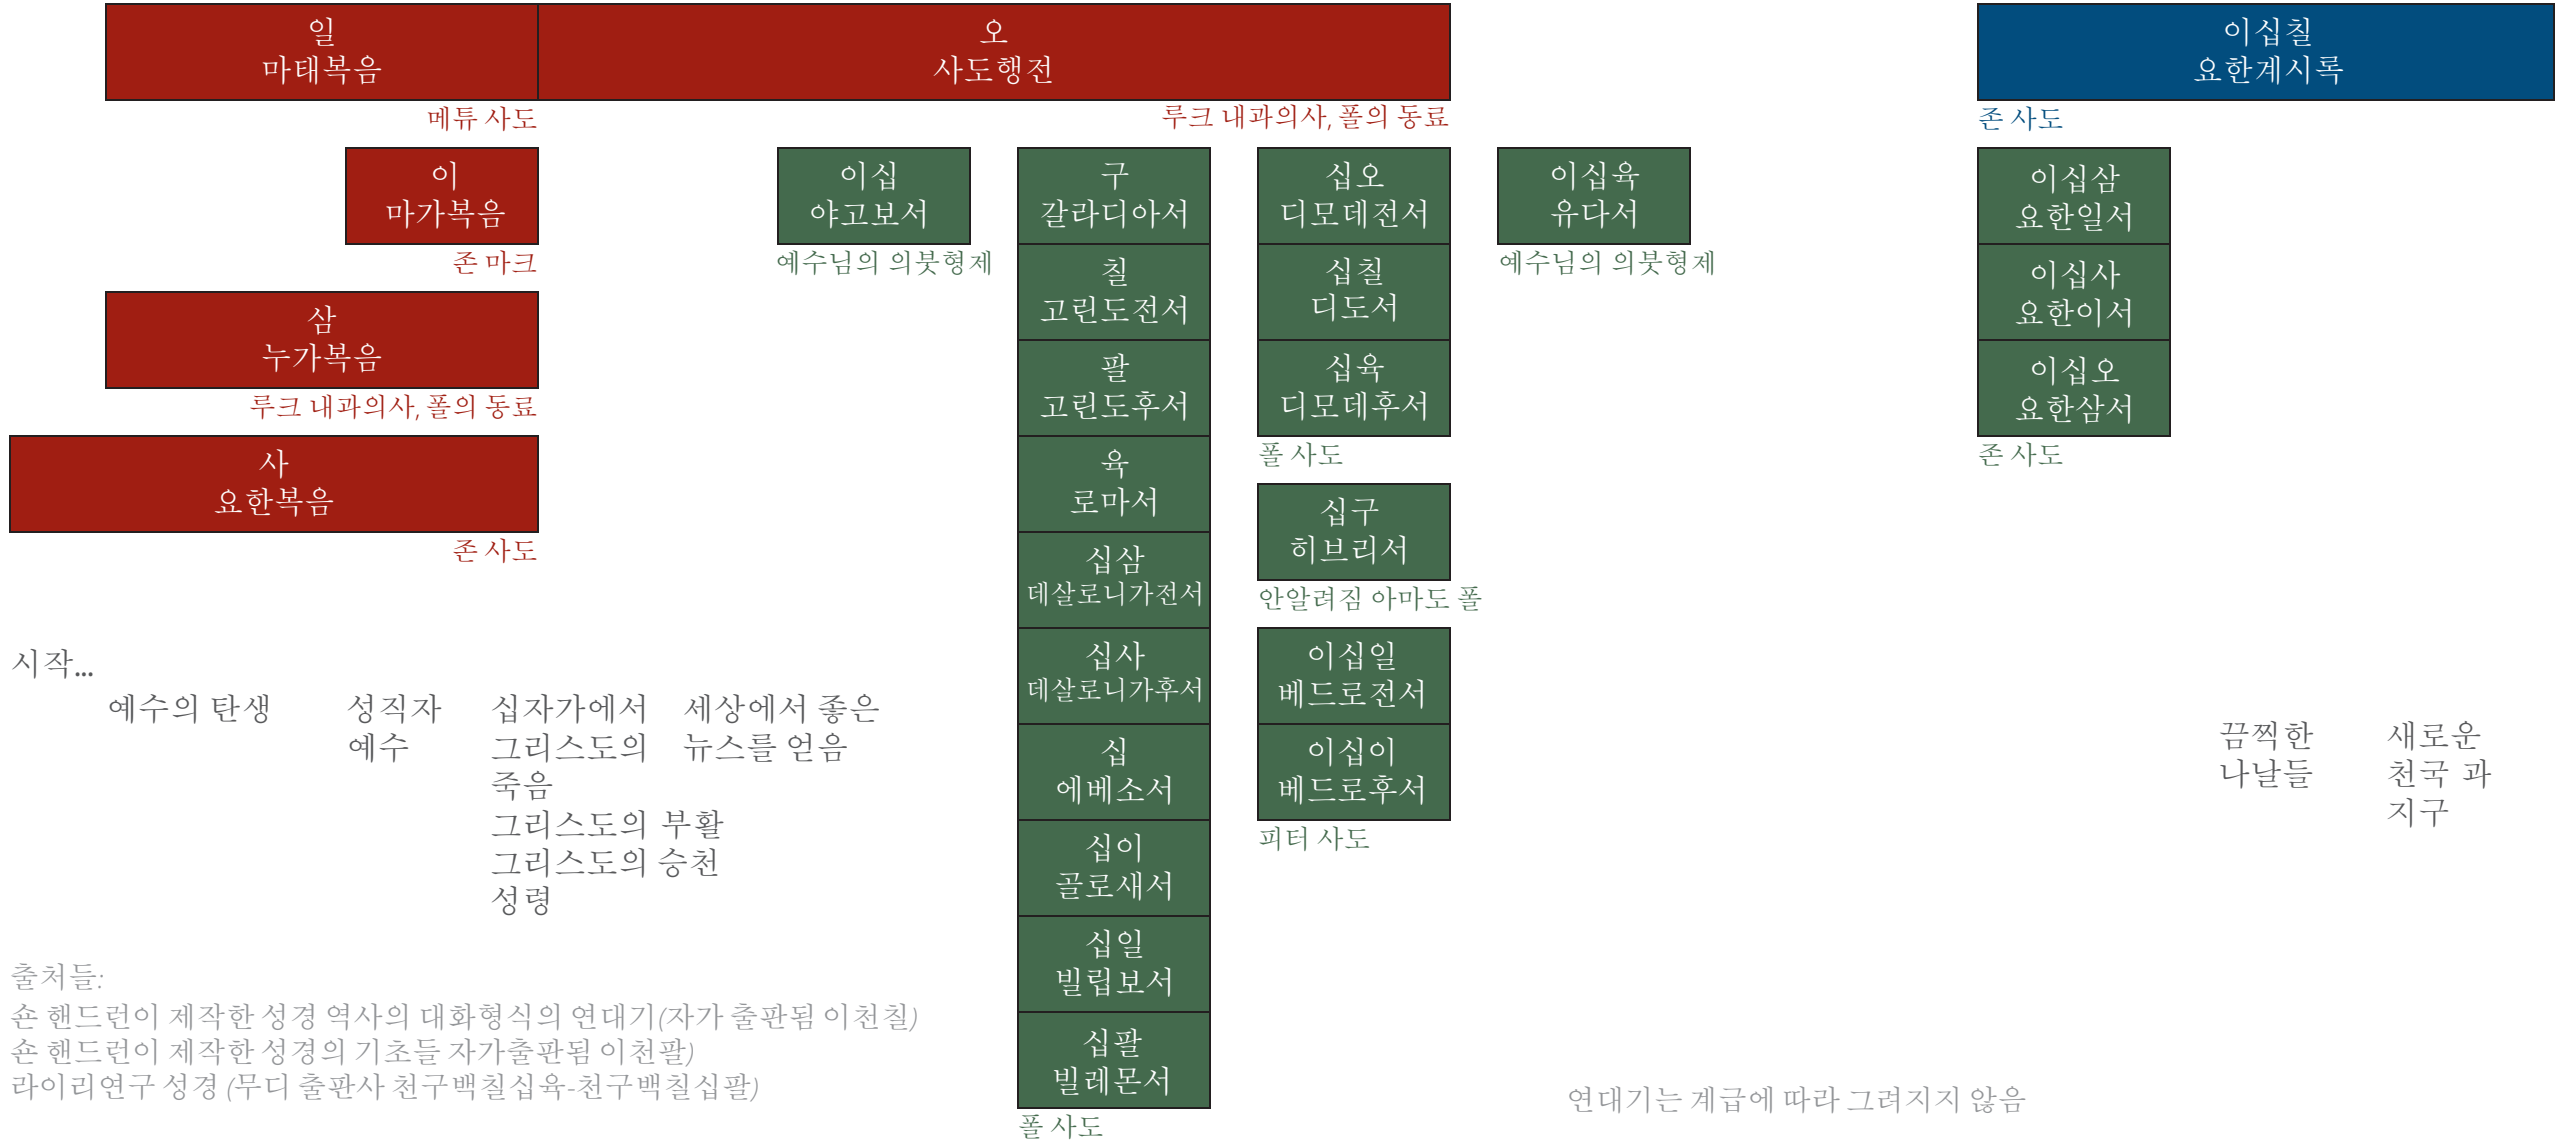 일
마태복음
메튜 사도
오
사도행전
루크 내과의사, 폴의 동료
이십칠
요한계시록
존 사도
이
마가복음
존 마크
삼
누가복음
루크 내과의사, 폴의 동료
사
요한복음
존 사도
이십
야고보서
예수님의 의붓형제
구
갈라디아서
칠
고린도전서
팔
고린도후서
육
로마서
십삼
데살로니가전서
십사
데살로니가후서
십
에베소서
십이
골로새서
십일
빌립보서
십팔
빌레몬서
폴 사도
십오
디모데전서
십칠
디도서
십육
디모데후서
폴 사도
십구
히브리서
안알려짐 아마도 폴
이십일
베드로전서
이십이
베드로후서
피터 사도
이십육
유다서
예수님의 의붓형제
이십삼
요한일서
이십사
요한이서
이십오
요한삼서
존 사도
시작...
예수의 탄생
성직자
예수
십자가에서
그리스도의
죽음
그리스도의 부활
그리스도의 승천
성령
세상에서 좋은
뉴스를 얻음
끔찍한
나날들
새로운
천국 과
지구
출처들:
숀 핸드런이 제작한 성경 역사의 대화형식의 연대기(자가 출판됨 이천칠)
숀 핸드런이 제작한 성경의 기초들 자가출판됨 이천팔)
라이리연구 성경 (무디 출판사 천구백칠십육-천구백칠십팔)
연대기는 계급에 따라 그려지지 않음